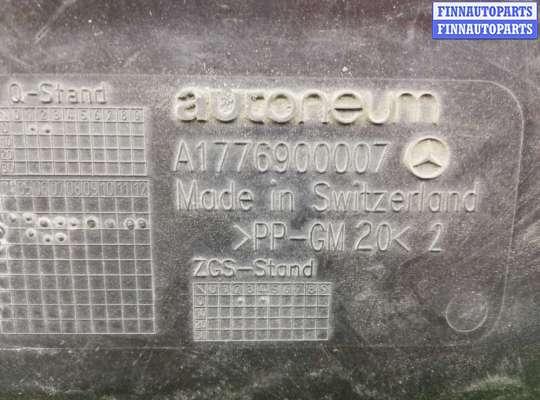 FINNAUTOPARTS
FINNAUTOPARTS
Q-Stand
autoneum
A1776900007
Made in Switzerland
>PP-GM 20< 2
ZGS-Stand